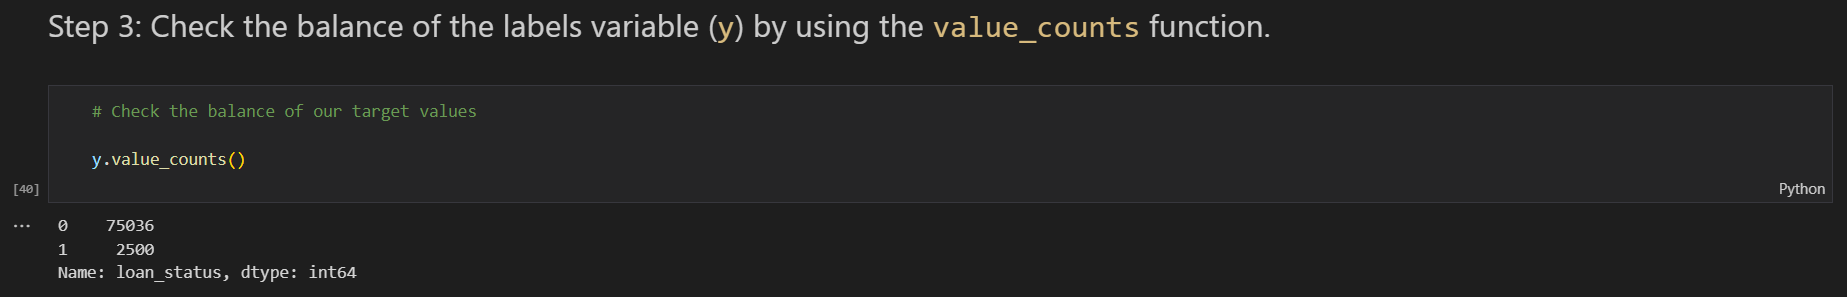 Step 3: Check the balance of the labels variable (y) by using the value_counts function.
# Check the balance of our target values
y.value_counts()
[40]
Python
...
0    75036
1     2500
Name: loan_status, dtype: int64